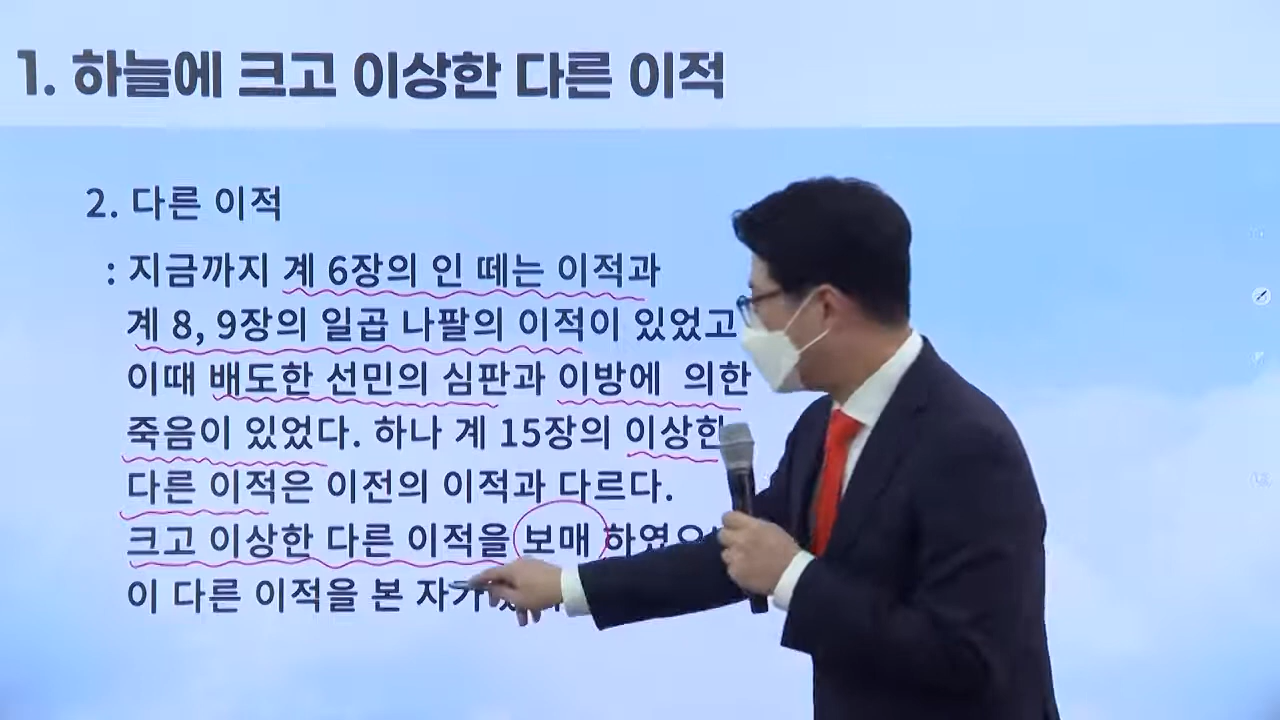 1. 하늘에 크고 이상한 다른 이적
2. 다른 이적
: 지금까지 계 6장의 인 떼는 이적과
계 8, 9장의 일곱 나팔의 이적이 있었고
이때 배도한 선민의 심판과 이방에 의한
죽음이 있었다. 하나 계 15장의 이상한
다른 이적은 이전의 이적과 다르다.
크고 이상한 다른 이적을 보매
이 다른 이적을 본 자가